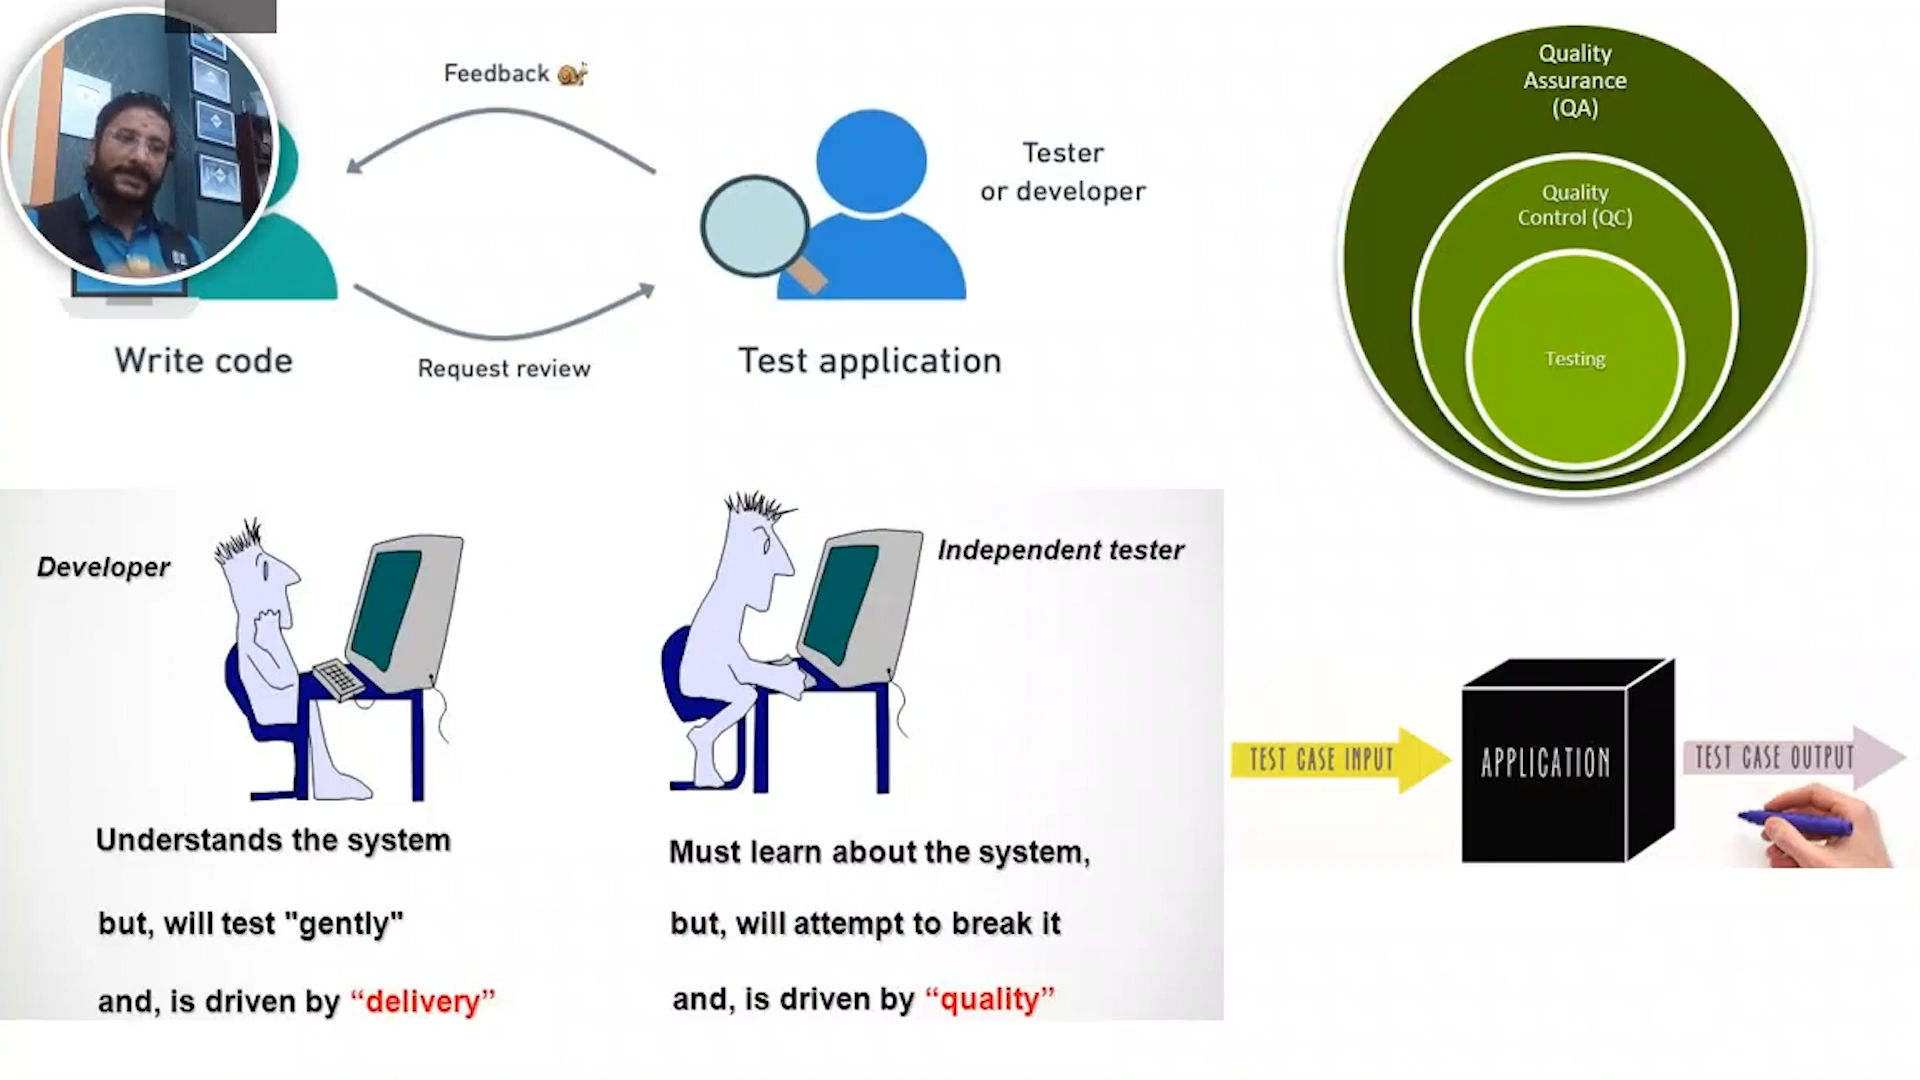 Feedback
Tester
or developer
Write code
Request review
Test application
Quality
Assurance
(QA)
Quality
Control (QC)
Testing
Developer
Understands the system
but, will test "gently"
and, is driven by “delivery”
Independent tester
Must learn about the system,
but, will attempt to break it
and, is driven by “quality”
TEST CASE INPUT
APPLICATION
TEST CASE OUTPUT